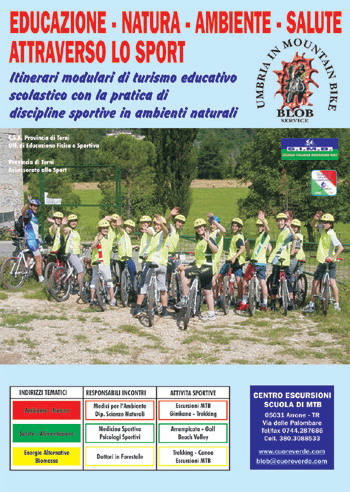 EDUCAZIONE - NATURA - AMBIENTE - SALUTE
ATTRAVERSO LO SPORT
Itinerari modulari di turismo educativo
scolastico con la pratica di
discipline sportive in ambienti naturali
UMBRIA IN MOUNTAIN BIKE
BLOB
SERVICE
C.S.A. Provincia di Terni
Uff. di Educazione Fisica e Sportiva
Provincia di Terni
Assessorato allo Sport
INDIRIZZI TEMATICI
RESPONSABILI INCONTRI
ATTIVITA SPORTIVE
Medici per l'Ambiente
Dip. Scienze Naturali
Escursioni MTB
Gimkane - Trekking
Salute - Alimentazione
Medicina Sportiva
Psicologi Sportivi
Arrampicata - Golf
Beach Volley
Energie Alternative
Biomasse
Dottori in Forestale
Trekking - Canoe
Escursioni MTB
CENTRO ESCURSIONI
SCUOLA DI MTB
05031 Arrone - TR
Via delle Palombare
tel/fax 0744.287686
Cell. 380.3088533
www.cuoreverde.com
blob@cuoreverde.com